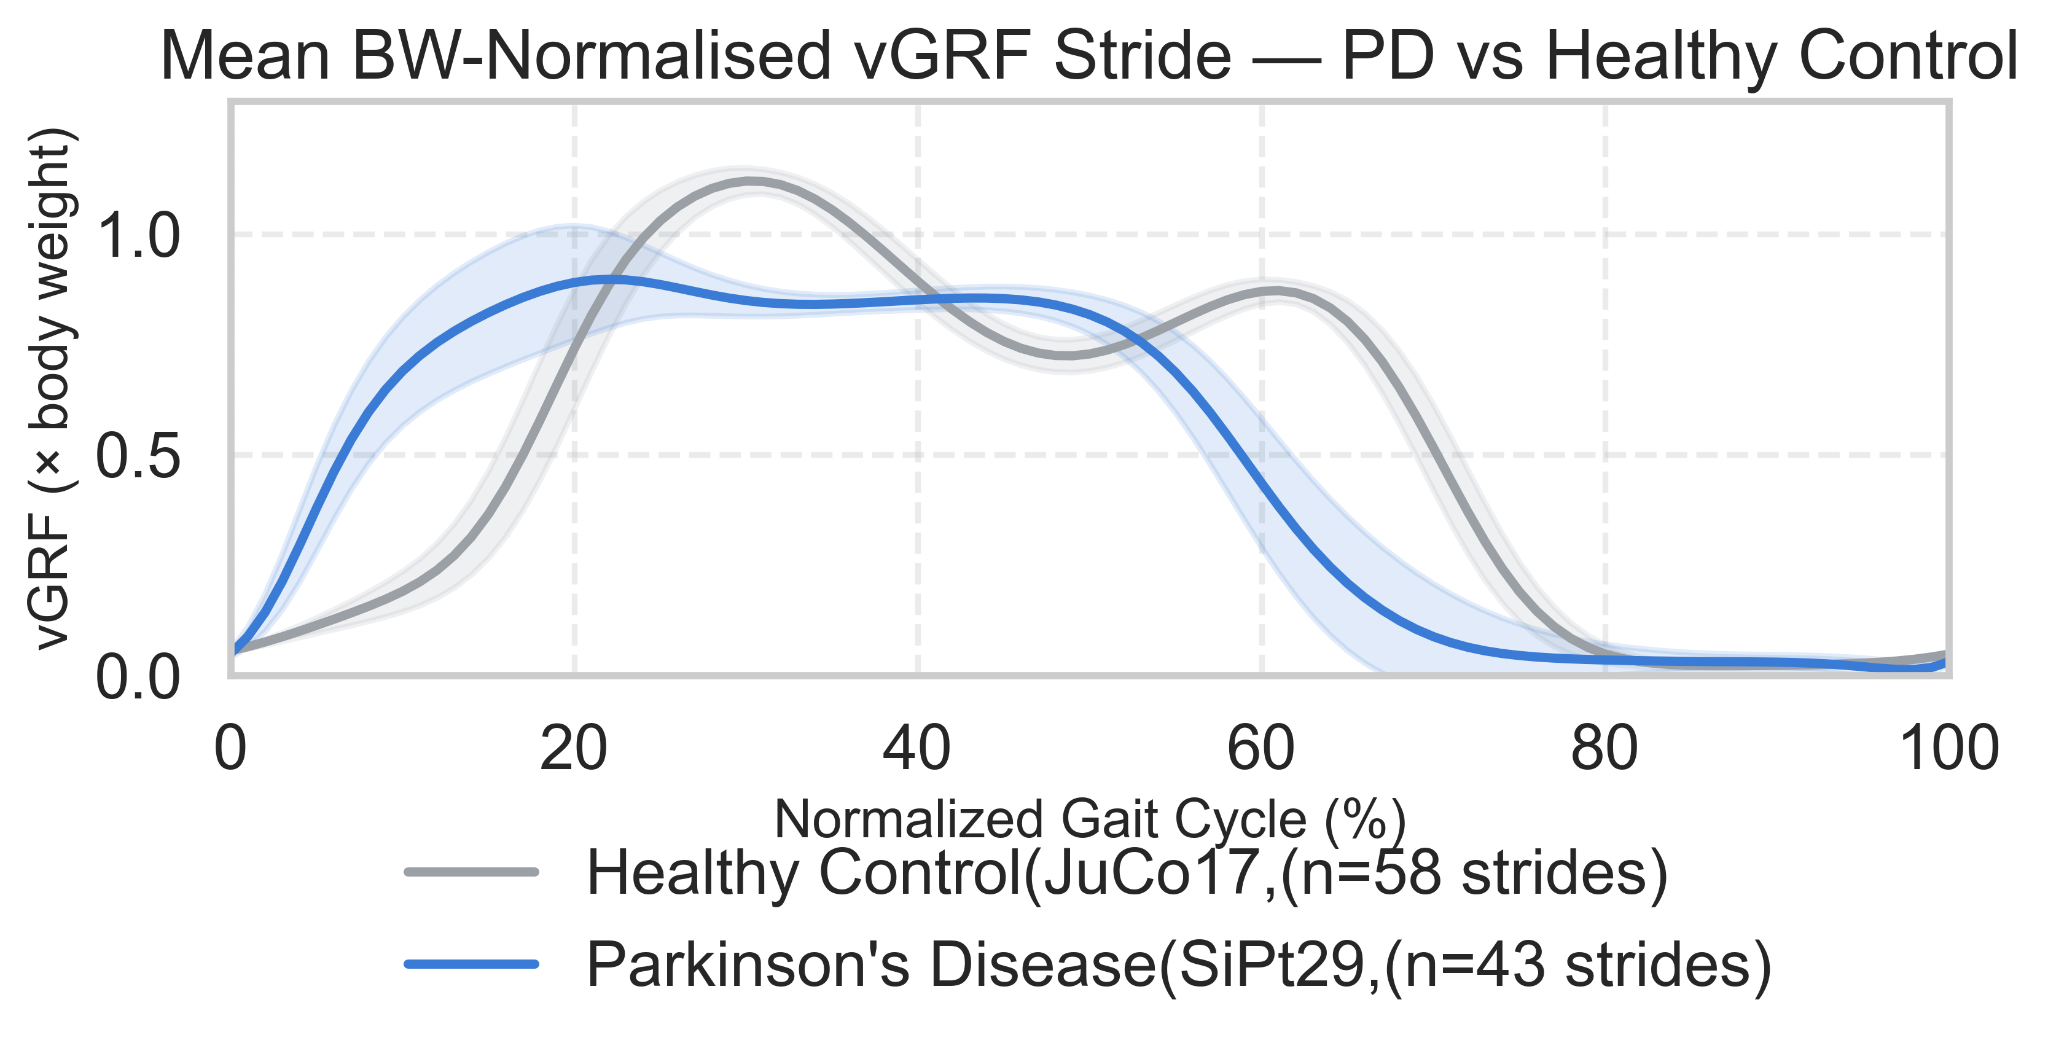 Mean BW-Normalised vGRF Stride — PD vs Healthy Control
vGRF (× body weight)
1.0
0.5
0.0
0 20 40 60 80 100
Normalized Gait Cycle (%)
Healthy Control(JuCo17,(n=58 strides)
Parkinson's Disease(SiPt29,(n=43 strides)